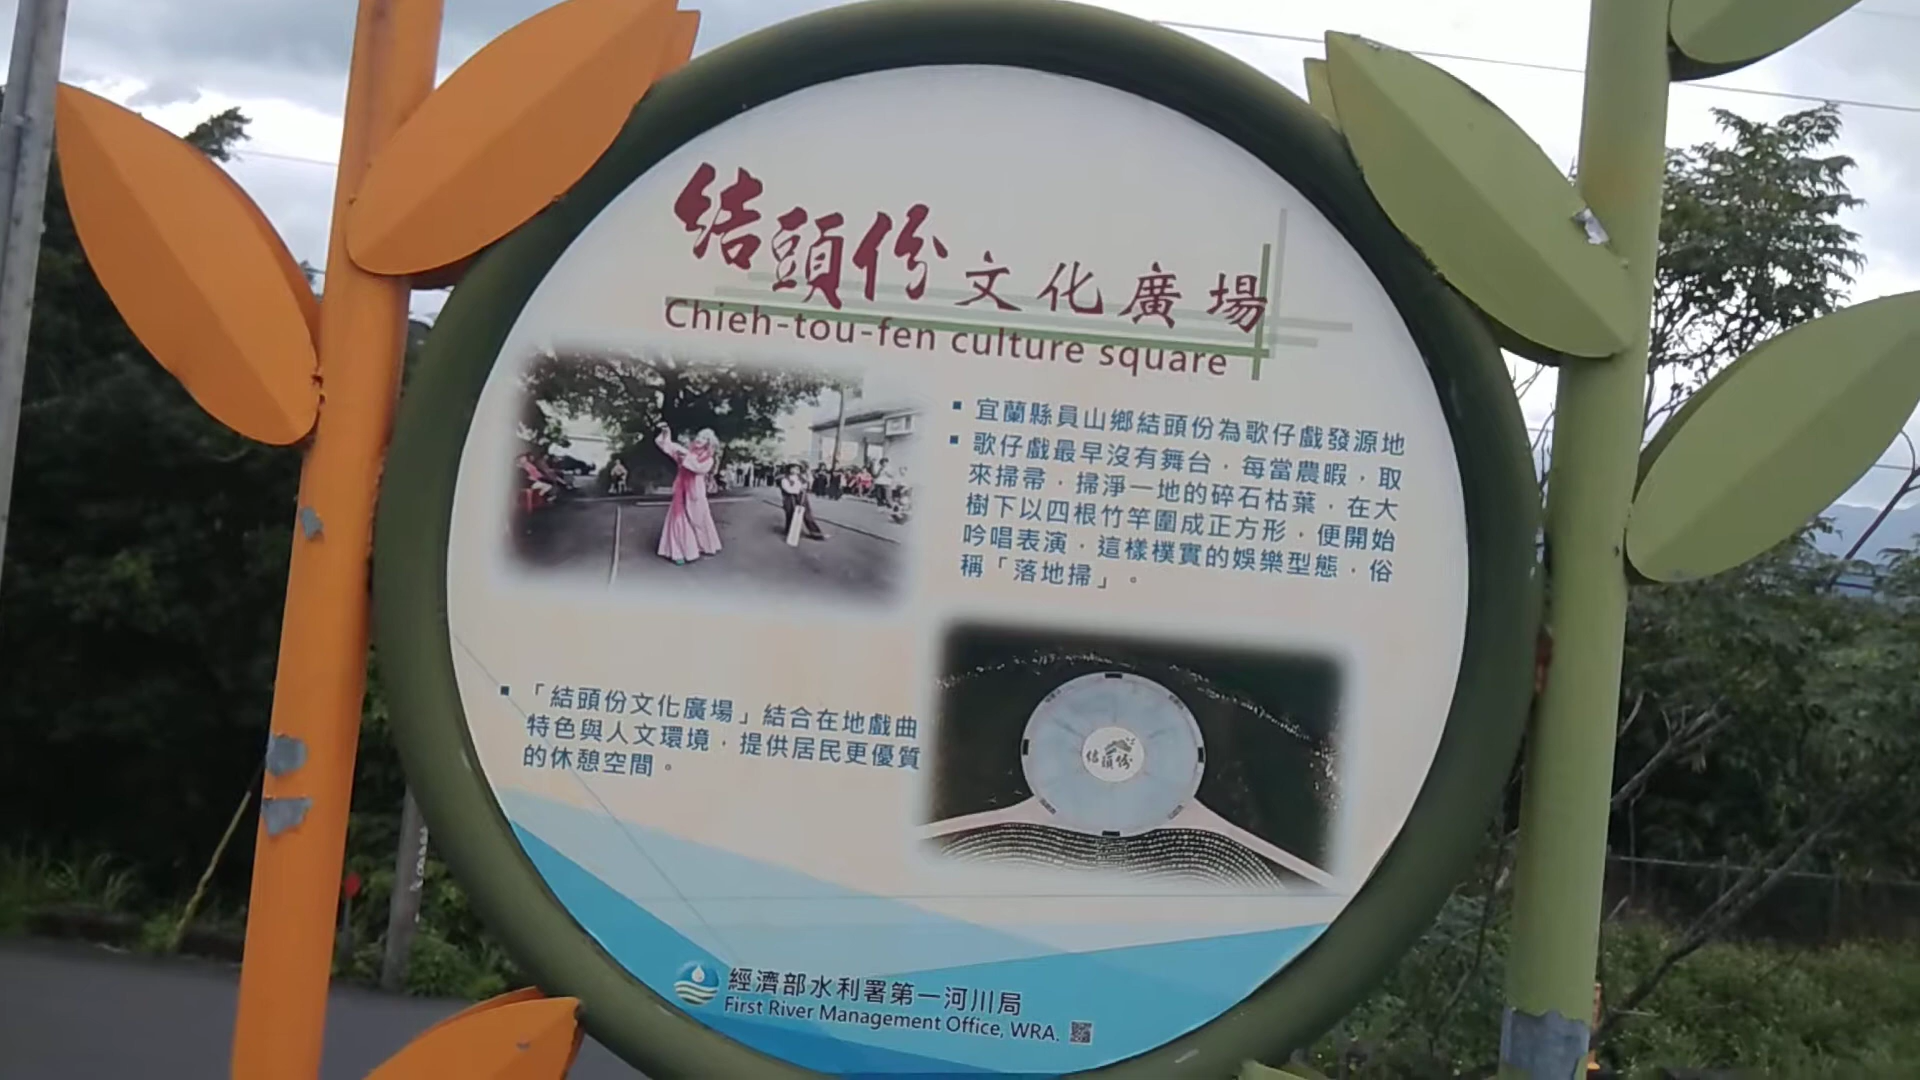 結頭份文化廣場
Chieh-tou-fen culture square
▪ 宜蘭縣員山鄉結頭份為歌仔戲發源地
▪ 歌仔戲最早沒有舞台，每當農暇，取
來掃帚，掃淨一地的碎石枯葉，在大
樹下以四根竹竿圍成正方形，便開始
吟唱表演，這樣樸實的娛樂型態，俗
稱「落地掃」。
▪ 「結頭份文化廣場」結合在地戲曲
特色與人文環境，提供居民更優質
的休憩空間。
結頭份
經濟部水利署第一河川局
First River Management Office, WRA.